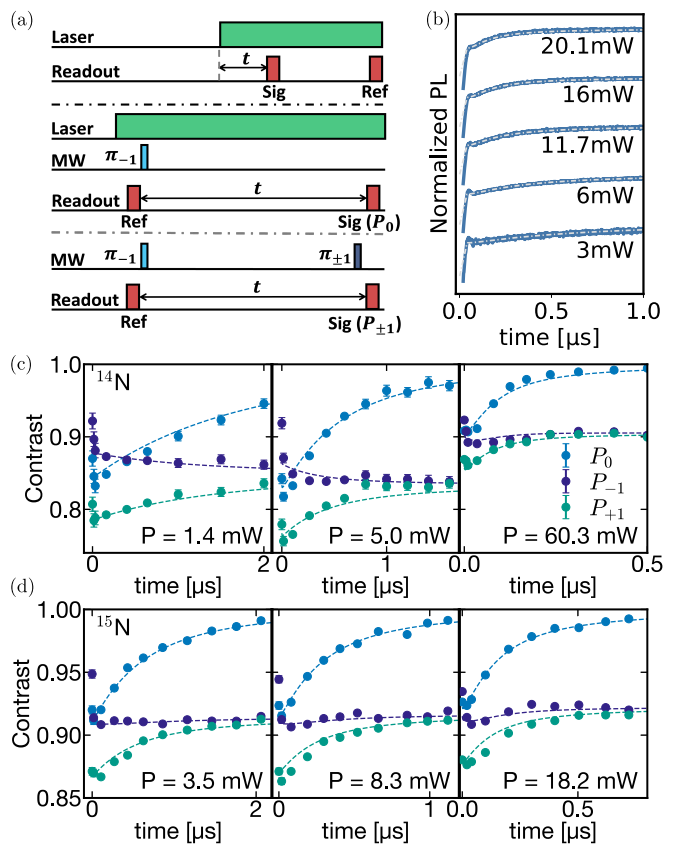 (a)
Laser
Readout
t
Sig
Ref
Laser
MW
π₋₁
Readout
t
Ref
Sig (P₀)
MW
π₋₁
π±₁
Readout
t
Ref
Sig (P±₁)
(b)
Normalized PL
20.1mW
16mW
11.7mW
6mW
3mW
0.0
0.5
1.0
time [μs]
(c)
Contrast
1.0
0.9
0.8
¹⁴N
P = 1.4 mW
0
2
time [μs]
P = 5.0 mW
0
1
time [μs]
P₀
P₋₁
P₊₁
P = 60.3 mW
0
0.5
time [μs]
(d)
Contrast
1.00
0.95
0.90
0.85
¹⁵N
P = 3.5 mW
0
2
time [μs]
P = 8.3 mW
0
1
time [μs]
P = 18.2 mW
0.0
0.5
time [μs]